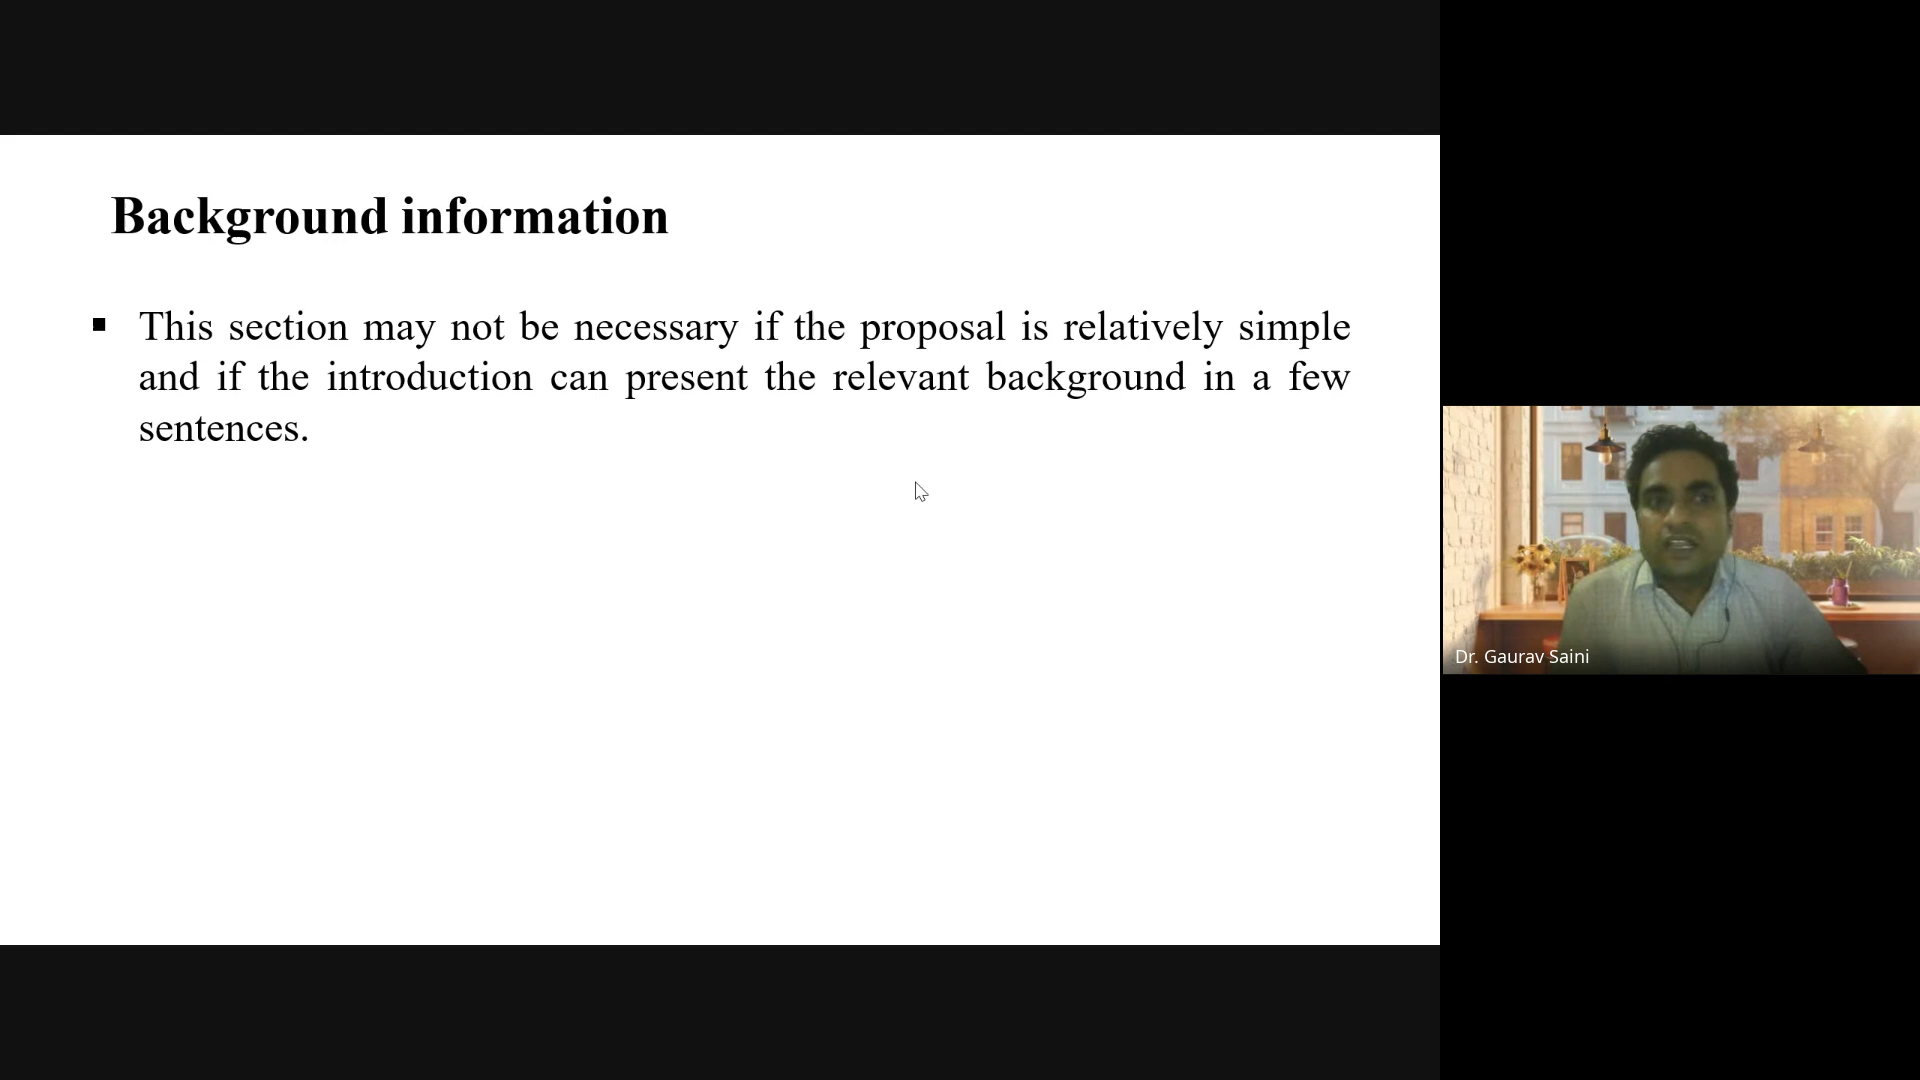 Background information
▪ This section may not be necessary if the proposal is relatively simple
and if the introduction can present the relevant background in a few
sentences.
Dr. Gaurav Saini